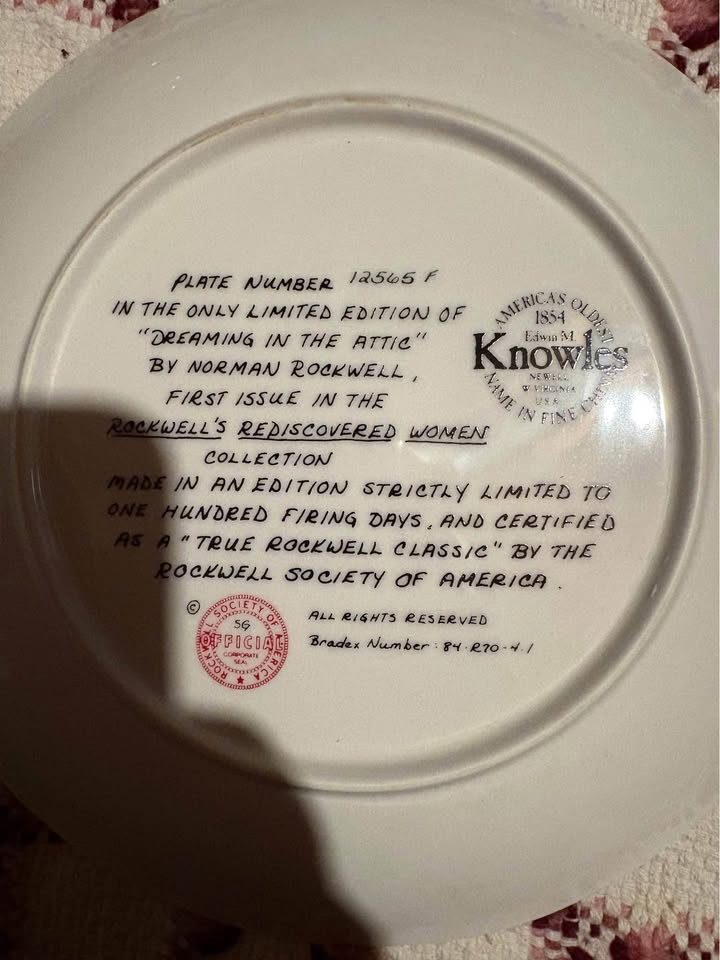 PLATE NUMBER 12565 F
IN THE ONLY LIMITED EDITION OF
"DREAMING IN THE ATTIC"
BY NORMAN ROCKWELL,
FIRST ISSUE IN THE
ROCKWELL'S REDISCOVERED WOMEN
COLLECTION
MADE IN AN EDITION STRICTLY LIMITED TO
ONE HUNDRED FIRING DAYS, AND CERTIFIED
AS A "TRUE ROCKWELL CLASSIC" BY THE
ROCKWELL SOCIETY OF AMERICA.
AMERICA'S OLDEST
1854
Edwin M.
Knowles
NEWELL
W. VIRGINIA
U.S.A.
NAME IN FINE CHINA
©
ROCKWELL SOCIETY OF AMERICA
SG
OFFICIAL
CORPORATE
SEAL
ALL RIGHTS RESERVED
Bradex Number: 84-R70-4.1